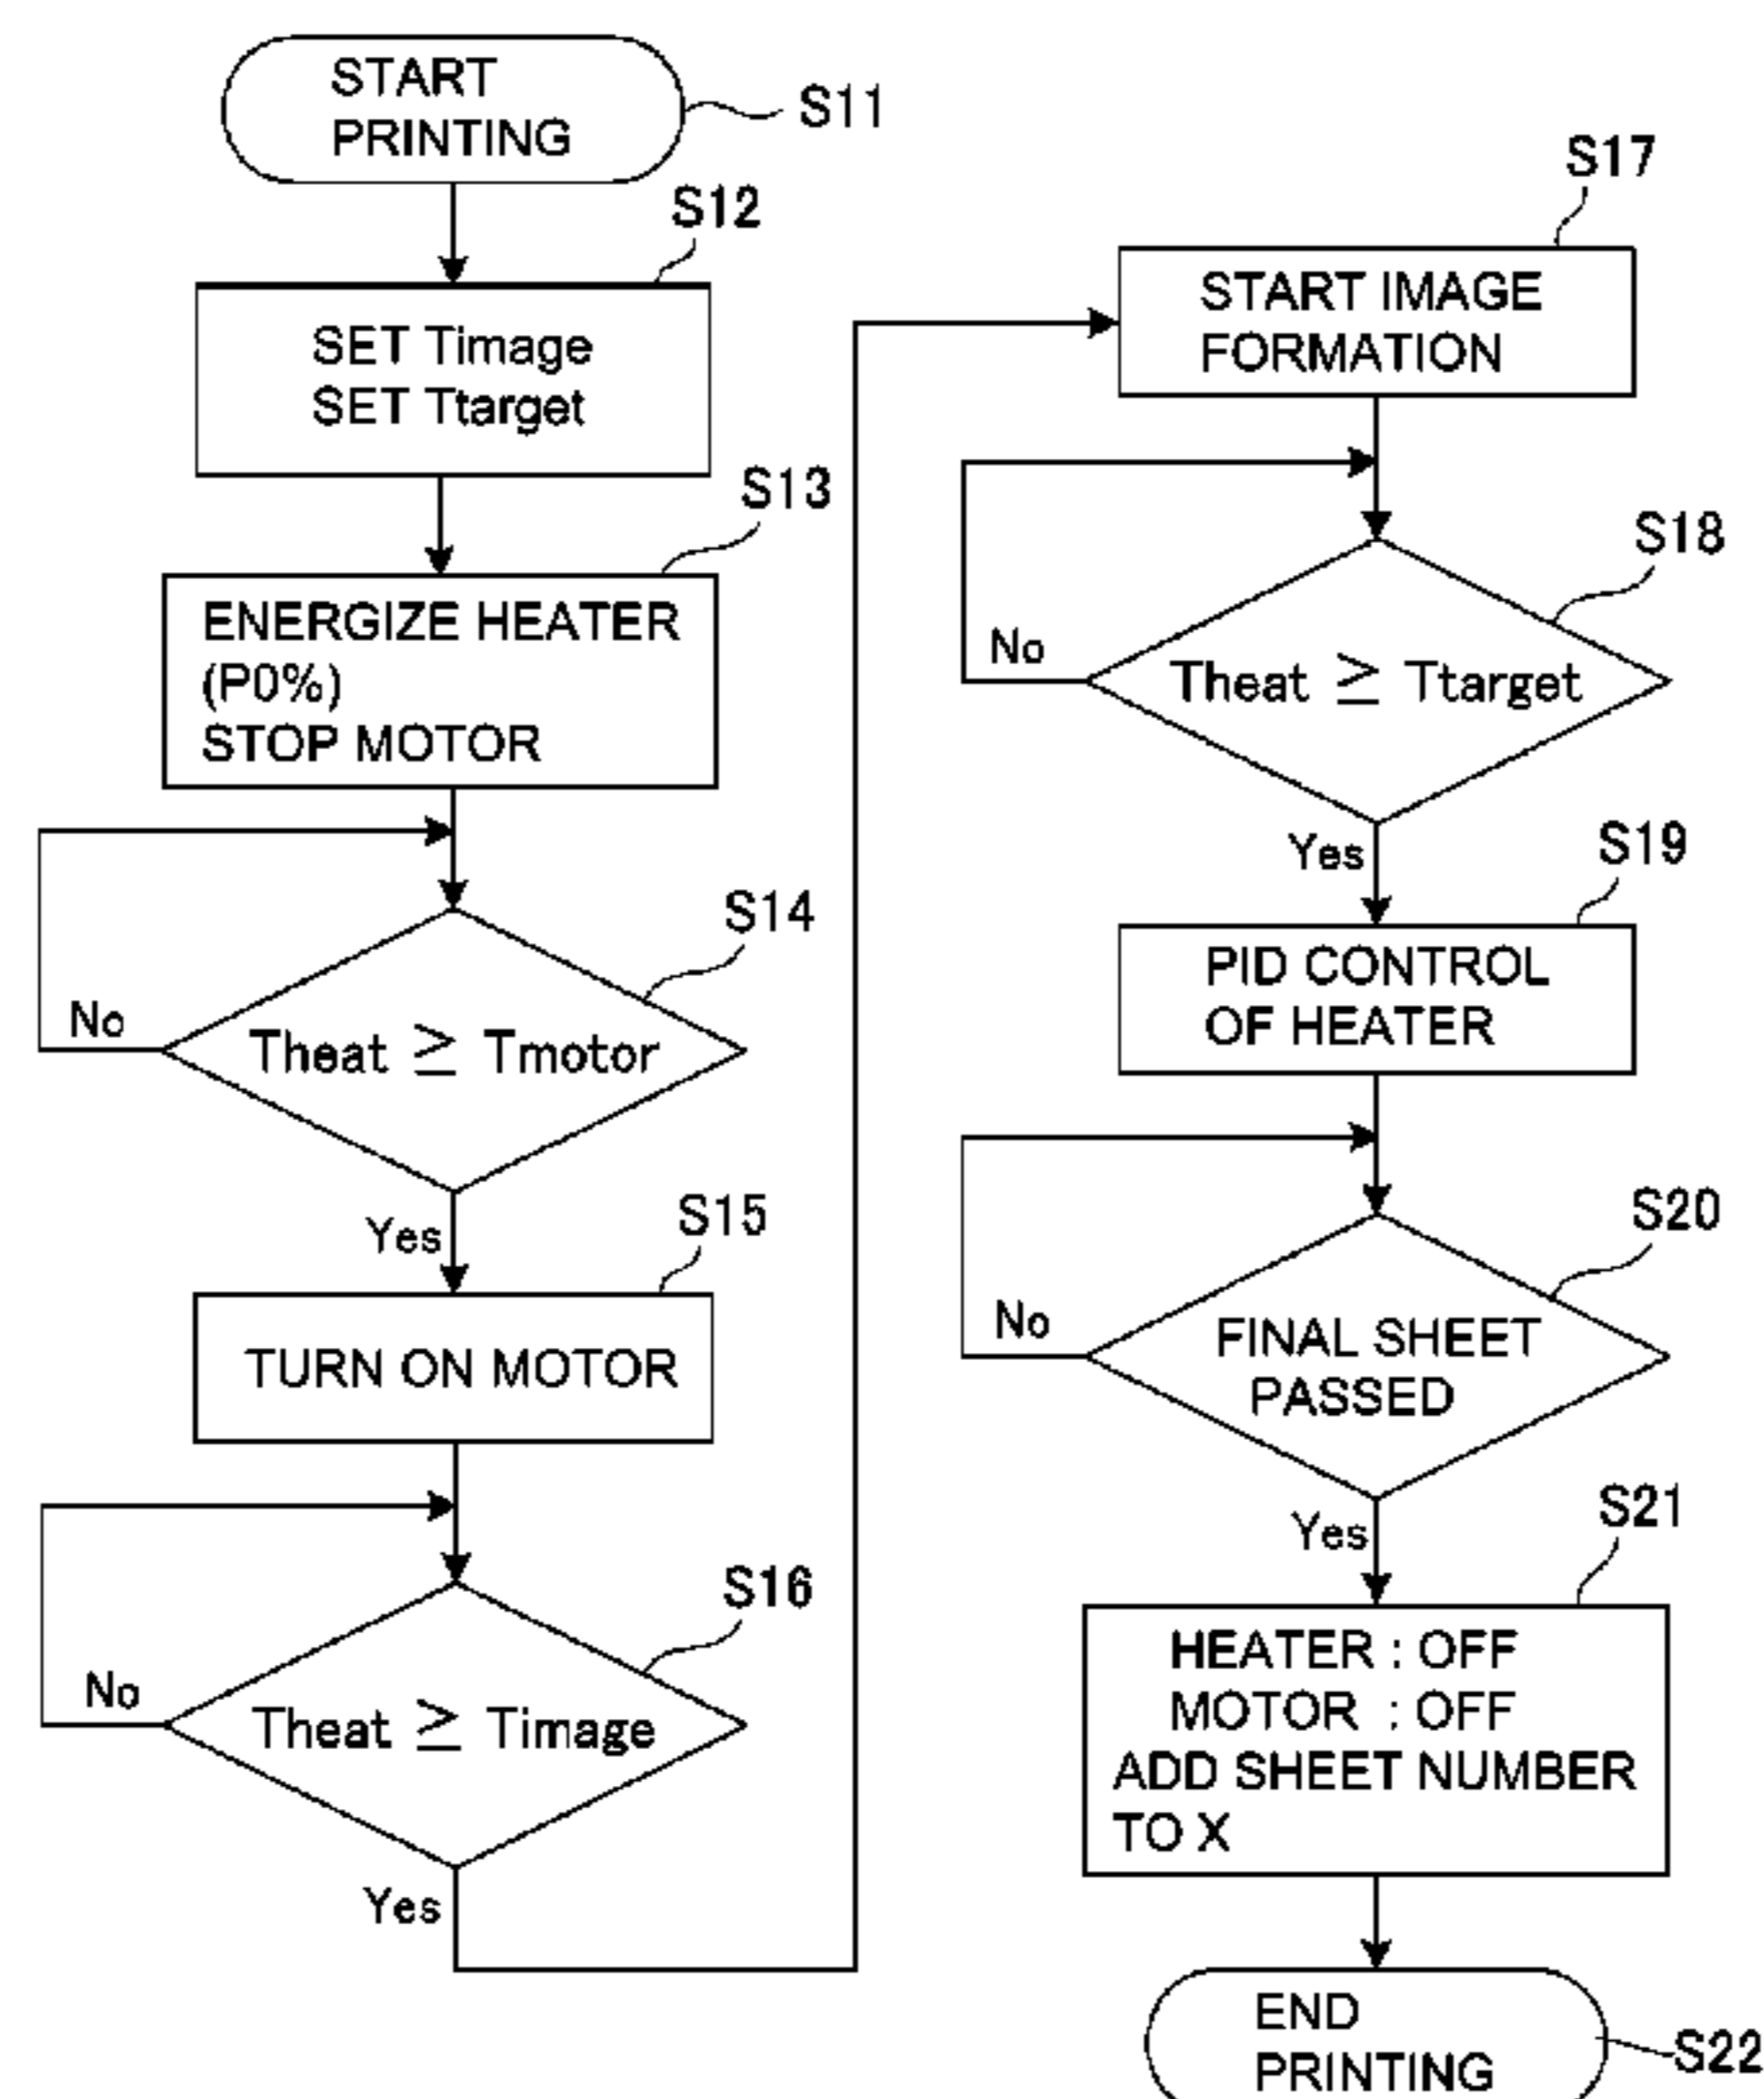 START
PRINTING
S11
S12
SET Timage
SET Ttarget
S13
ENERGIZE HEATER
(P0%)
STOP MOTOR
S14
Theat ≧ Tmotor
No
Yes
S15
TURN ON MOTOR
S16
Theat ≧ Timage
No
Yes
S17
START IMAGE
FORMATION
S18
Theat ≧ Ttarget
No
Yes
S19
PID CONTROL
OF HEATER
S20
FINAL SHEET
PASSED
No
Yes
S21
HEATER : OFF
MOTOR : OFF
ADD SHEET NUMBER
TO X
END
PRINTING
S22